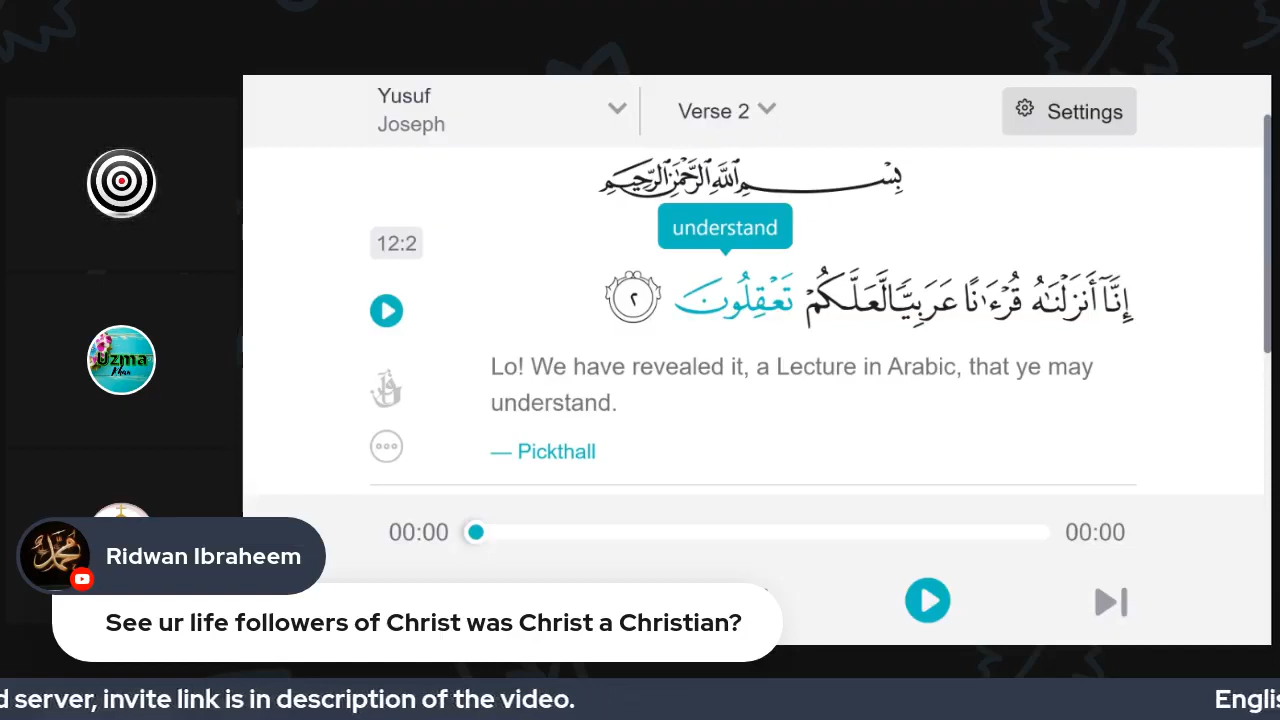 Yusuf
Joseph
Verse 2
Settings
بِسْمِ ٱللَّهِ ٱلرَّحْمَٰنِ ٱلرَّحِيمِ
understand
12:2
إِنَّآ أَنزَلْنَٰهُ قُرْءَٰنًا عَرَبِيًّا لَّعَلَّكُمْ تَعْقِلُونَ ٢
Lo! We have revealed it, a Lecture in Arabic, that ye may
understand.
— Pickthall
Uzma
00:00
00:00
Ridwan Ibraheem
See ur life followers of Christ was Christ a Christian?
d server, invite link is in description of the video.
Englis